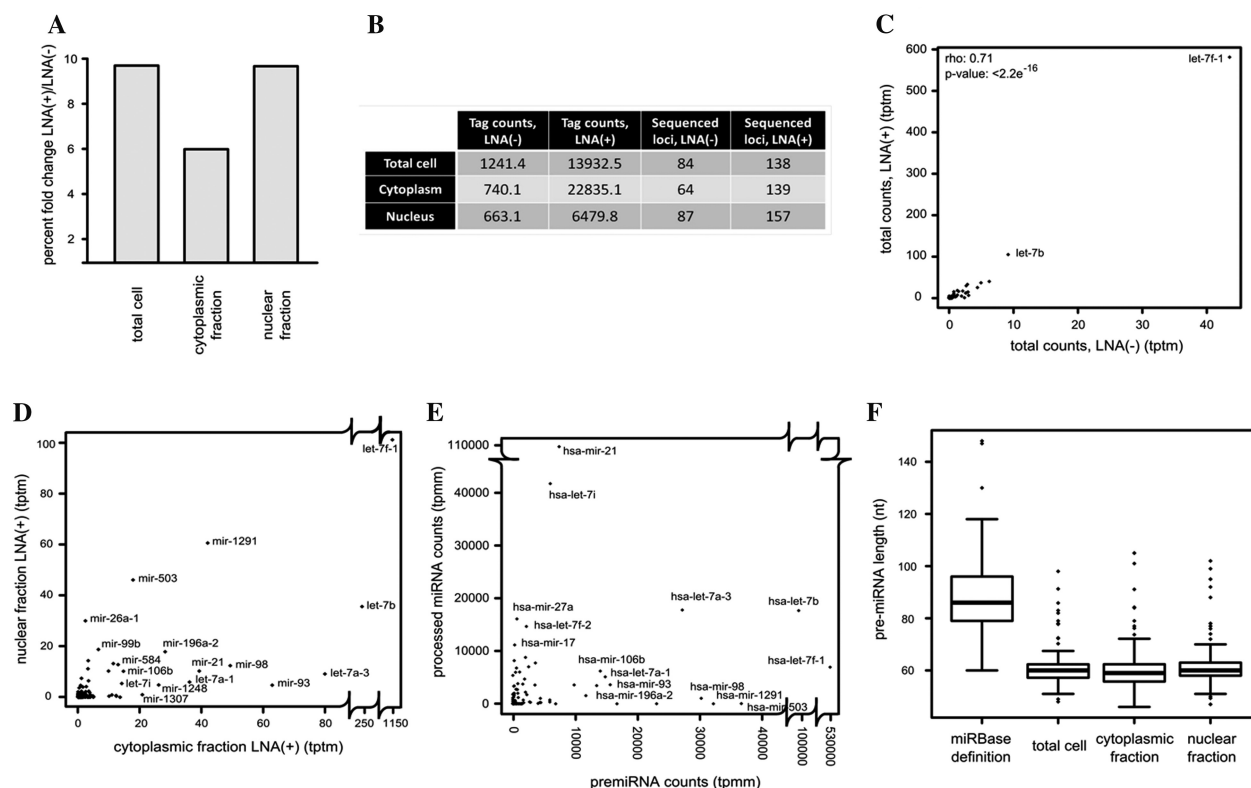 A
percent fold change LNA(+)/LNA(-)
10
8
6
4
2
total cell
cytoplasmic
fraction
nuclear
fraction
B
Tag counts, LNA(-)
Tag counts, LNA(+)
Sequenced loci, LNA(-)
Sequenced loci, LNA(+)
Total cell 1241.4 13932.5 84 138
Cytoplasm 740.1 22835.1 64 139
Nucleus 663.1 6479.8 87 157
C
total counts, LNA(+) (tptm)
600
500
400
300
200
100
0
rho: 0.71
p-value: <2.2e-16
let-7f-1
let-7b
0 10 20 30 40
total counts, LNA(-) (tptm)
D
nuclear fraction LNA(+) (tptm)
100
80
60
40
20
0
let-7f-1
mir-1291
mir-503
let-7b
mir-26a-1
mir-99b
mir-196a-2
mir-584
mir-21
mir-98
mir-106b
let-7a-3
let-7i
let-7a-1
mir-93
mir-1248
mir-1307
0 20 40 60 80 250 1150
cytoplasmic fraction LNA(+) (tptm)
E
processed miRNA counts (tpmm)
110000
40000
30000
20000
10000
0
hsa-mir-21
hsa-let-7i
hsa-mir-27a
hsa-let-7a-3
hsa-let-7b
hsa-let-7f-2
hsa-mir-17
hsa-mir-106b
hsa-let-7f-1
hsa-let-7a-1
hsa-mir-93
hsa-mir-98
hsa-mir-196a-2
hsa-mir-1291
hsa-mir-503
0
premiRNA counts (tpmm)
F
pre-miRNA length (nt)
140
120
100
80
60
miRBase
definition
total cell
cytoplasmic
fraction
nuclear
fraction